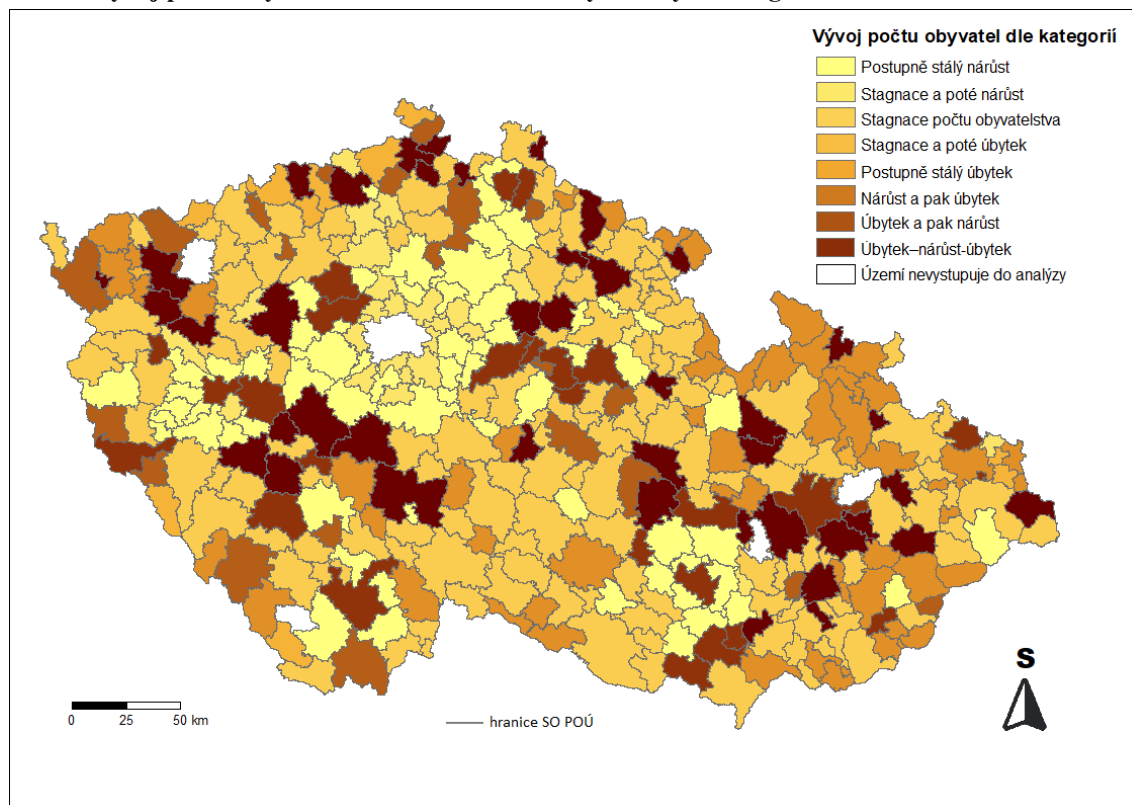 Vývoj počtu obyvatel dle kategorií
Postupně stálý nárůst
Stagnace a poté nárůst
Stagnace počtu obyvatelstva
Stagnace a poté úbytek
Postupně stálý úbytek
Nárůst a pak úbytek
Úbytek a pak nárůst
Úbytek–nárůst-úbytek
Území nevystupuje do analýzy
S
0 25 50 km
hranice SO POÚ